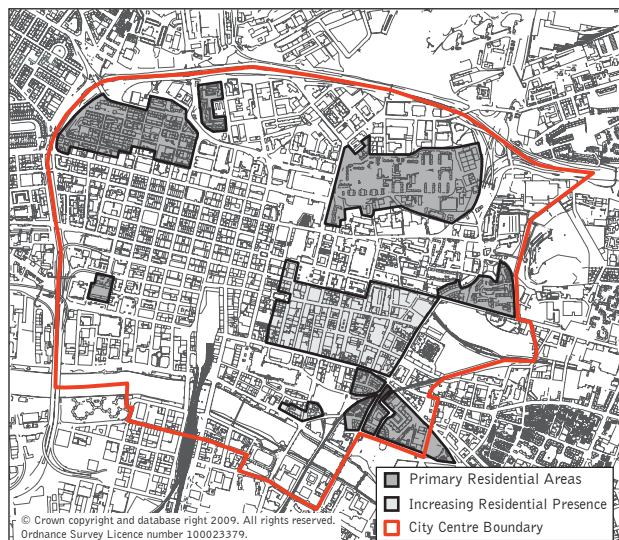 Primary Residential Areas
Increasing Residential Presence
City Centre Boundary
© Crown copyright and database right 2009. All rights reserved.
Ordnance Survey Licence number 100023379.